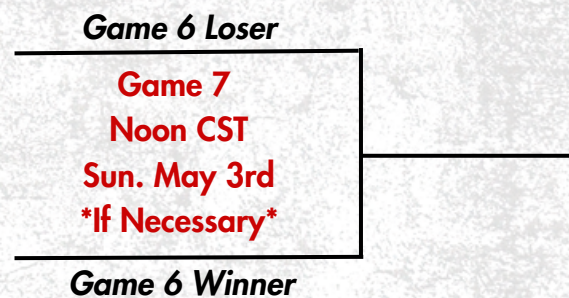 Game 6 Loser
Game 7
Noon CST
Sun. May 3rd
*If Necessary*
Game 6 Winner